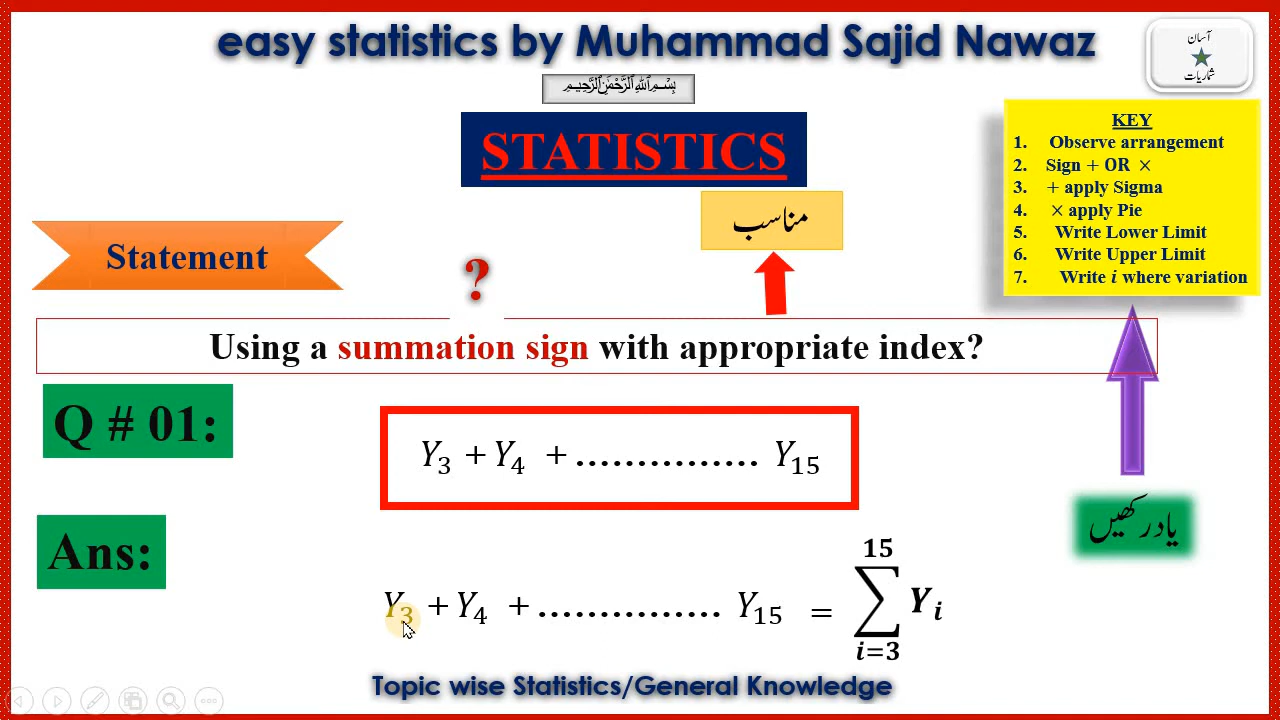 easy statistics by Muhammad Sajid Nawaz
آسان
شماریات
بِسْمِ اللهِ الرَّحْمٰنِ الرَّحِيْمِ
STATISTICS
KEY
1. Observe arrangement
2. Sign + OR ×
3. + apply Sigma
4. × apply Pie
5. Write Lower Limit
6. Write Upper Limit
7. Write i where variation
مناسب
Statement
?
Using a summation sign with appropriate index?
Q # 01:
Y₃ + Y₄ + ............... Y₁₅
یاد رکھیں
Ans:
Y₃ + Y₄ + ............... Y₁₅ = ∑_{i=3}^{15} Y_i
Topic wise Statistics/General Knowledge